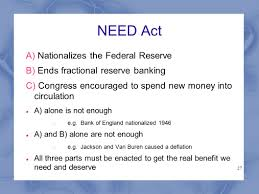 NEED Act
A) Nationalizes the Federal Reserve
B) Ends fractional reserve banking
C) Congress encouraged to spend new money into
circulation
● A) alone is not enough
e.g. Bank of England nationalized 1946
● A) and B) alone are not enough
e.g. Jackson and Van Buren caused a deflation
● All three parts must be enacted to get the real benefit we
need and deserve